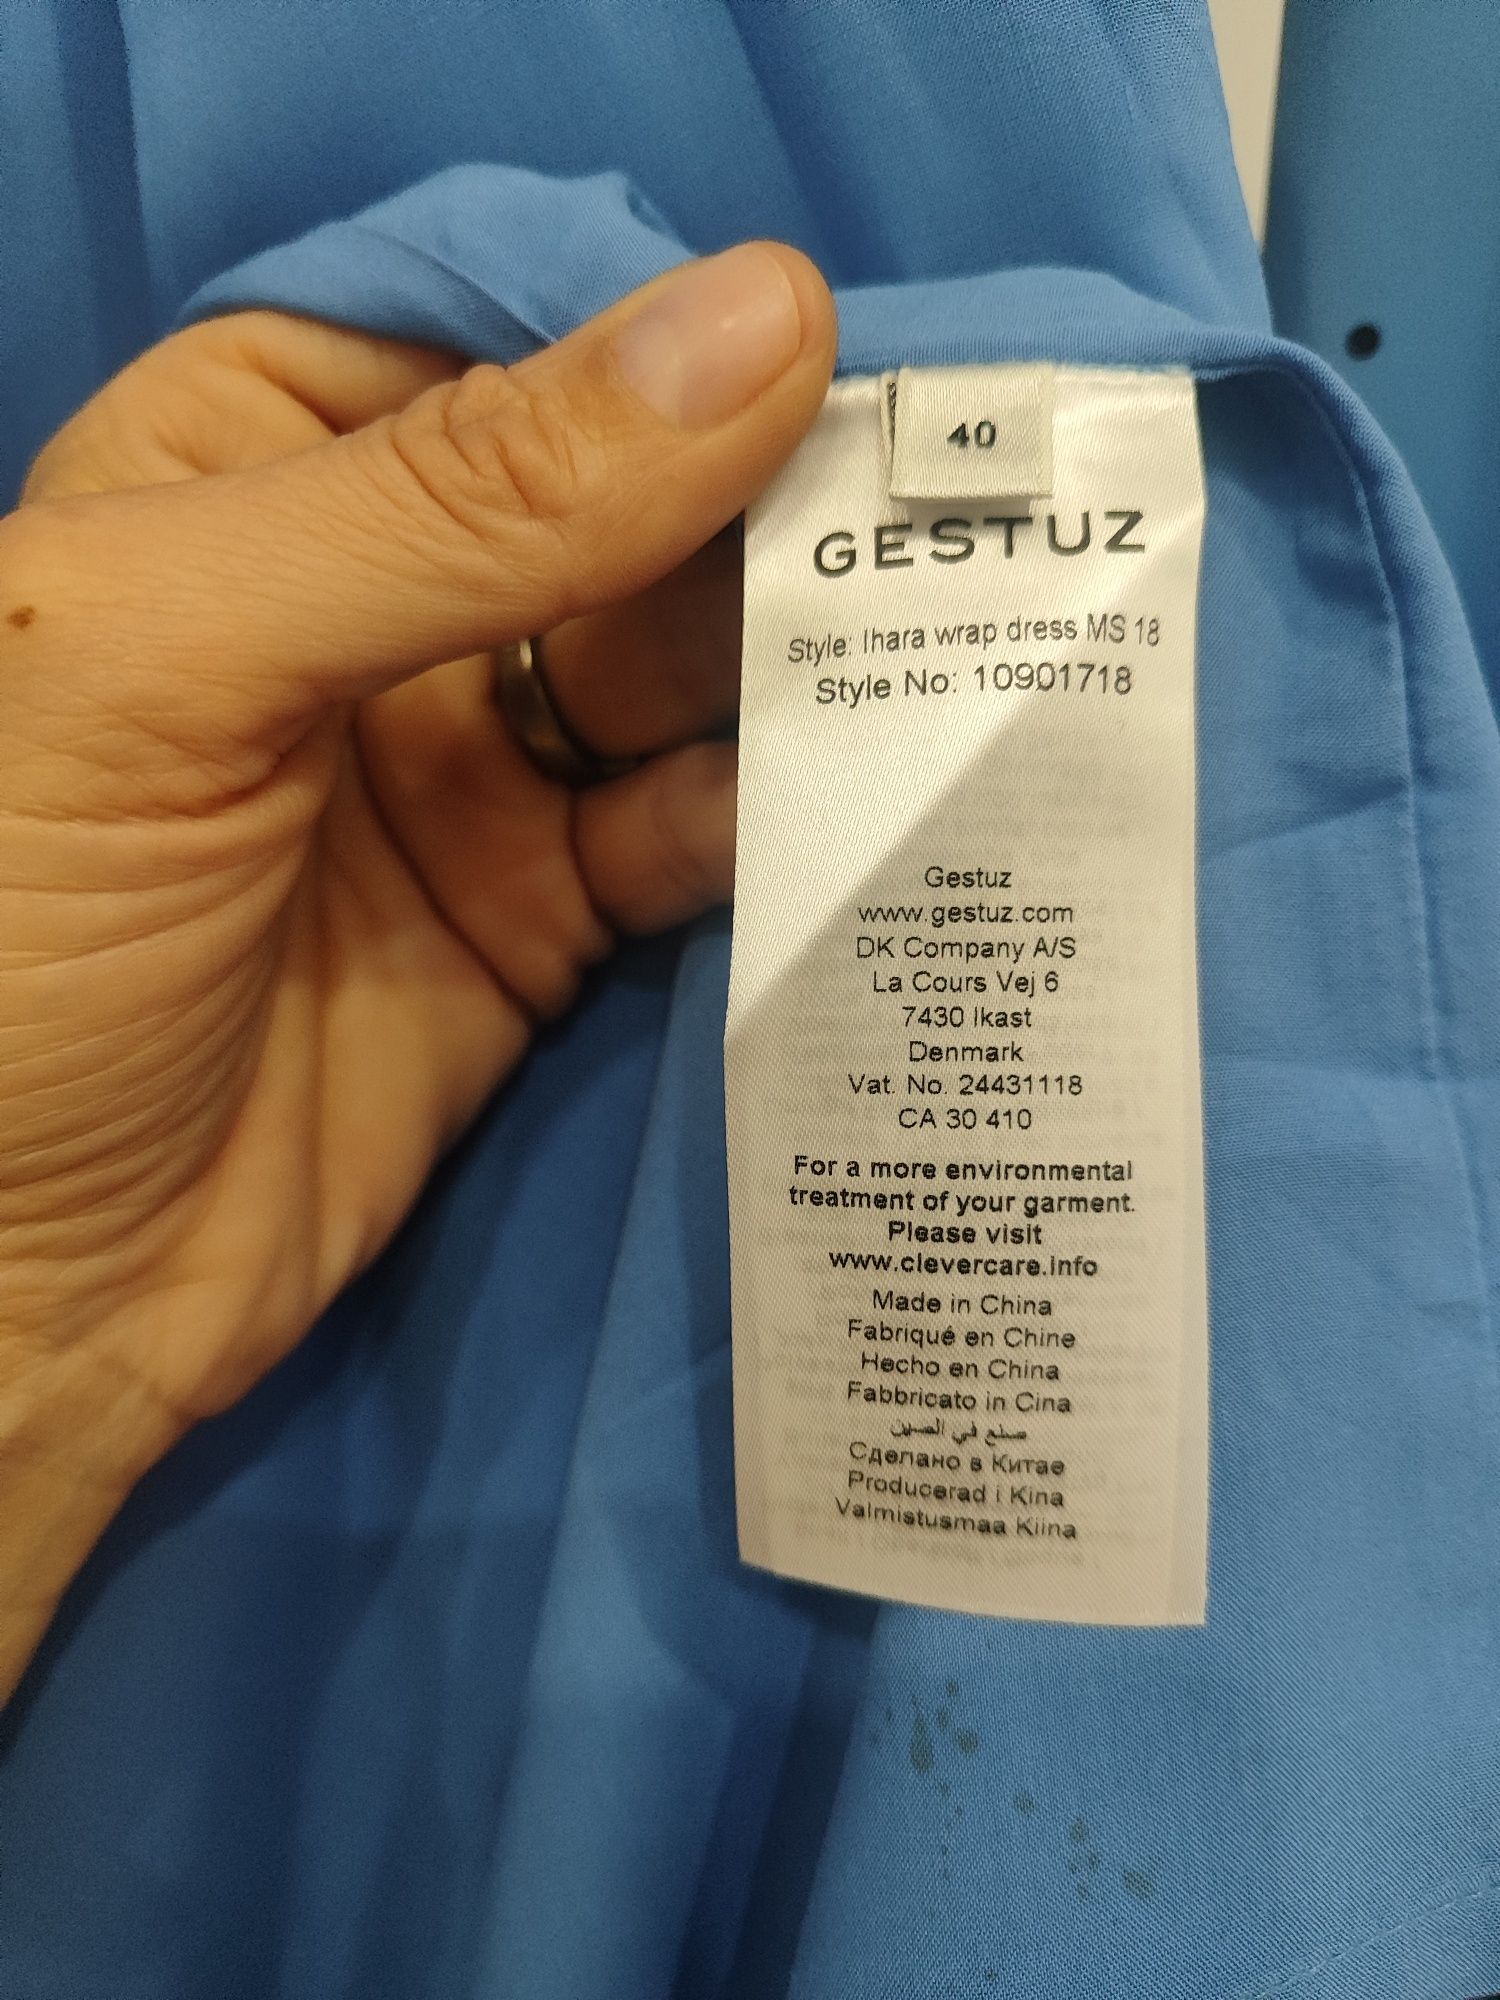 40
GESTUZ
Style: Ihara wrap dress MS 18
Style No: 10901718
Gestuz
www.gestuz.com
DK Company A/S
La Cours Vej 6
7430 Ikast
Denmark
Vat. No. 24431118
CA 30 410
For a more environmental
treatment of your garment.
Please visit
www.clevercare.info
Made in China
Fabriqué en Chine
Hecho en China
Fabbricato in Cina
صنع في الصين
Сделано в Китае
Producerad i Kina
Valmistusmaa Kiina